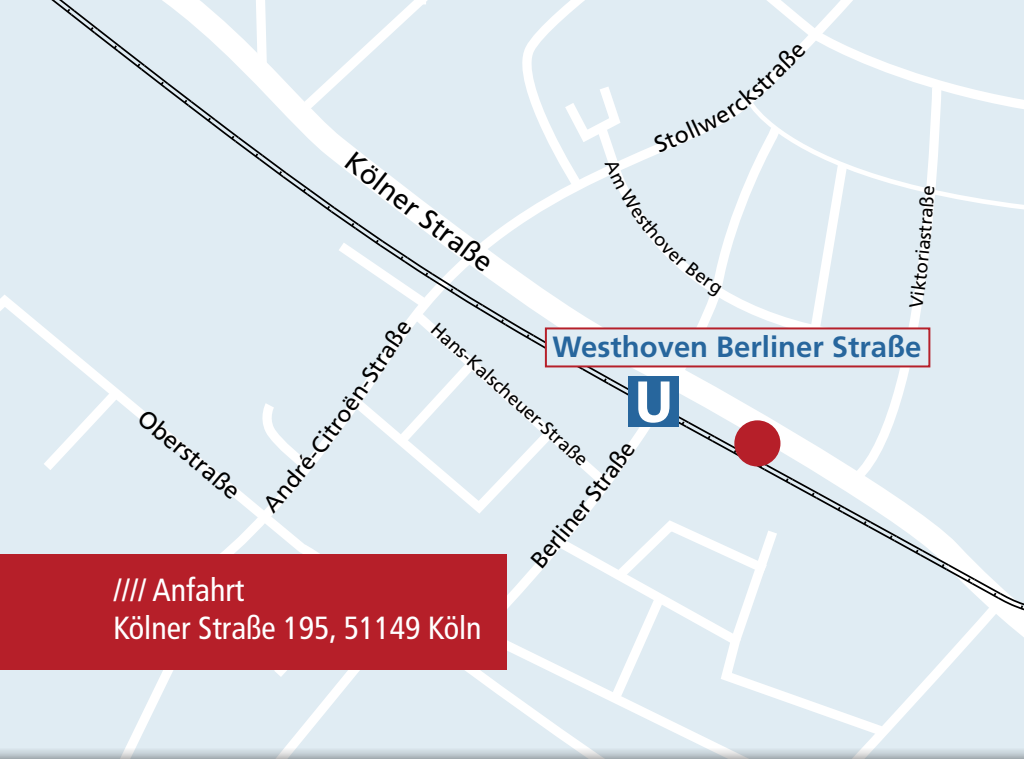 Stollwerckstraße
Kölner Straße
Am Westhover Berg
Viktoriastraße
Westhoven Berliner Straße
U
Hans-Kalscheuer-Straße
André-Citroën-Straße
Oberstraße
Berliner Straße
//// Anfahrt
Kölner Straße 195, 51149 Köln